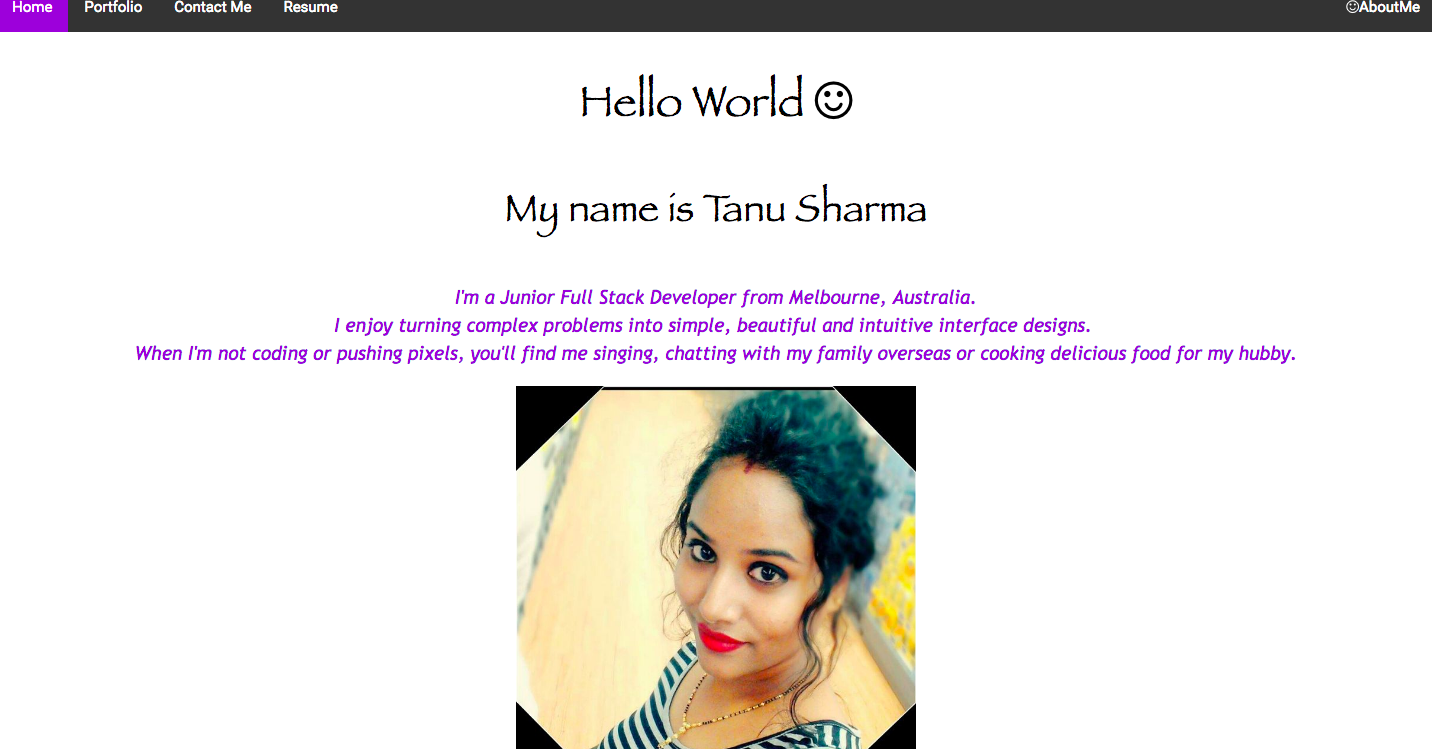 Home Portfolio Contact Me Resume ☺AboutMe
Hello World ☺
My name is Tanu Sharma
I'm a Junior Full Stack Developer from Melbourne, Australia.
I enjoy turning complex problems into simple, beautiful and intuitive interface designs.
When I'm not coding or pushing pixels, you'll find me singing, chatting with my family overseas or cooking delicious food for my hubby.